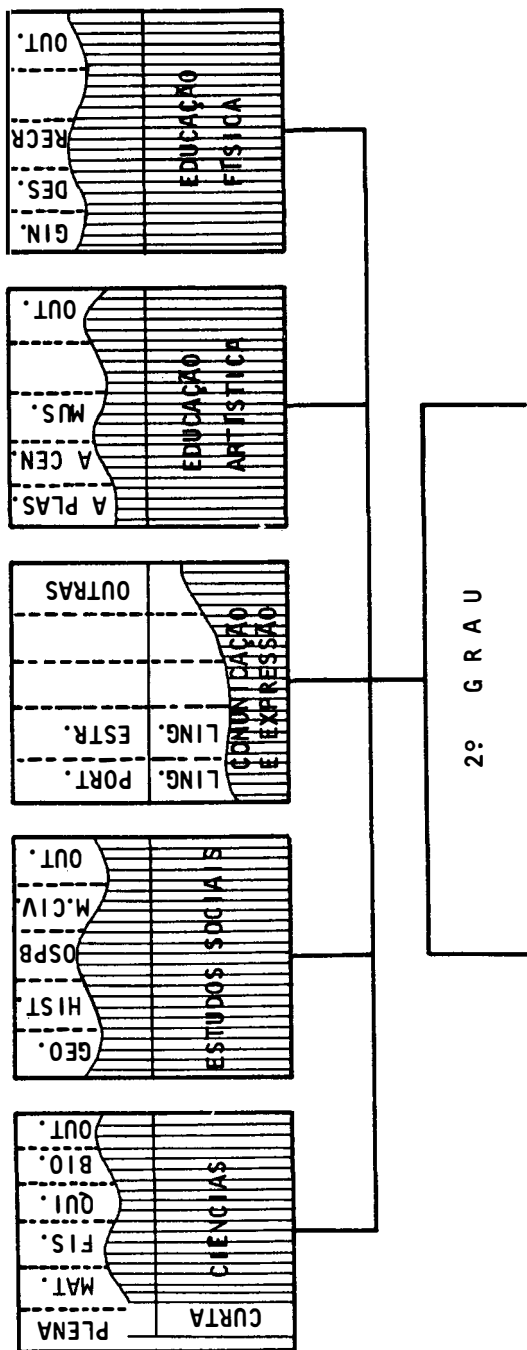 PLENA
MAT.
FIS.
QUI.
BIO.
OUT.
CURTA
CIÊNCIAS
GEO.
HIST.
OSPB
M.CIV.
OUT.
ESTUDOS SOCIAIS
PORT.
ESTR.
OUTRAS
LING.
LING.
COMUNICAÇÃO
E EXPRESSÃO
A PLAS.
A CEN.
MUS.
OUT.
EDUCAÇÃO
ARTÍSTICA
GIN.
DES.
RECR
OUT.
EDUCAÇÃO
FÍSICA
2º GRAU